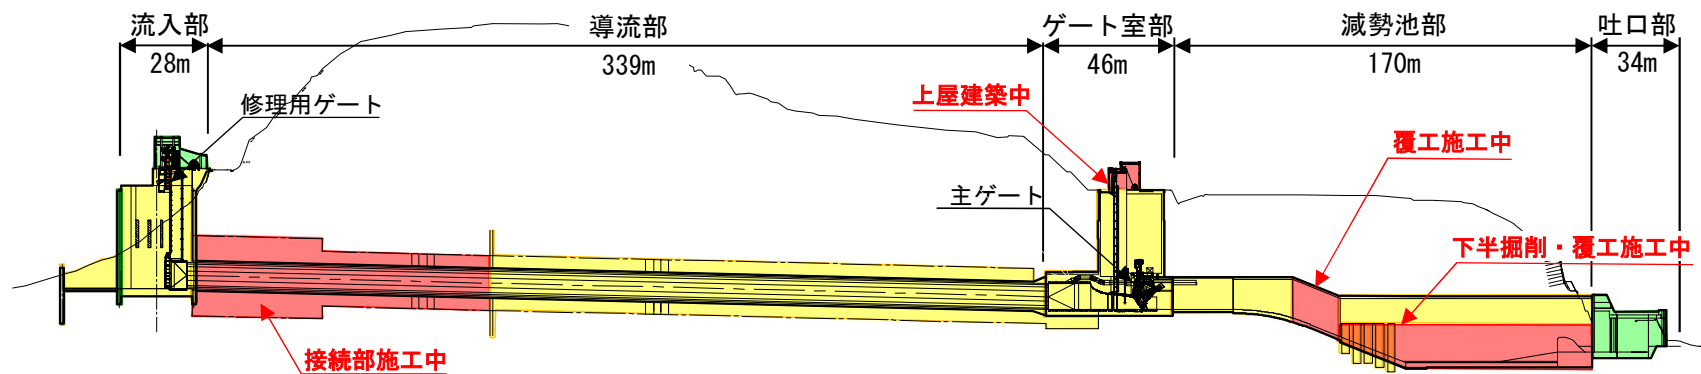 流入部
導流部
ゲート室部
減勢池部
吐口部
28m
339m
46m
170m
34m
修理用ゲート
上屋建築中
覆工施工中
主ゲート
下半掘削・覆工施工中
接続部施工中